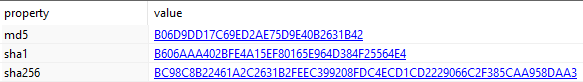 property value
md5 B06D9DD17C69ED2AE75D9E40B2631B42
sha1 B606AAA402BFE4A15EF80165E964D384F25564E4
sha256 BC98C8B22461A2C2631B2FEEC399208FDC4ECD1CD2229066C2F385CAA958DAA3